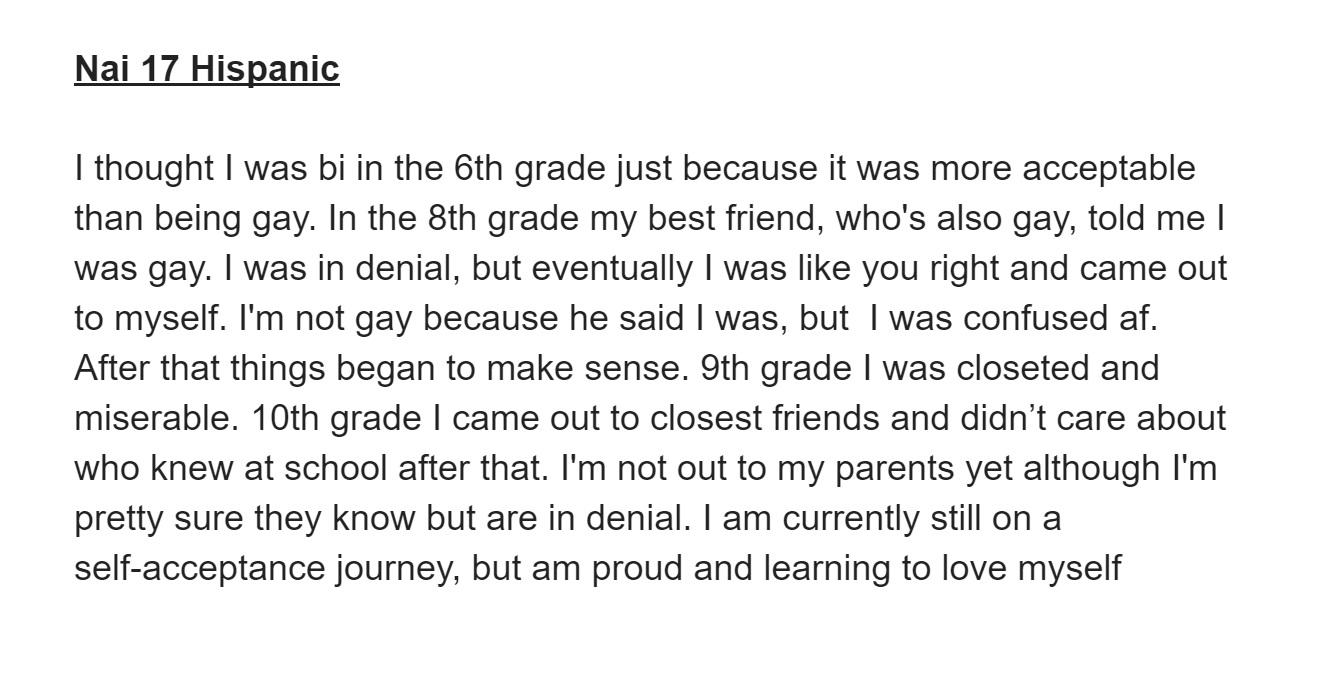 Nai 17 Hispanic
I thought I was bi in the 6th grade just because it was more acceptable
than being gay. In the 8th grade my best friend, who's also gay, told me I
was gay. I was in denial, but eventually I was like you right and came out
to myself. I'm not gay because he said I was, but  I was confused af.
After that things began to make sense. 9th grade I was closeted and
miserable. 10th grade I came out to closest friends and didn’t care about
who knew at school after that. I'm not out to my parents yet although I'm
pretty sure they know but are in denial. I am currently still on a
self-acceptance journey, but am proud and learning to love myself